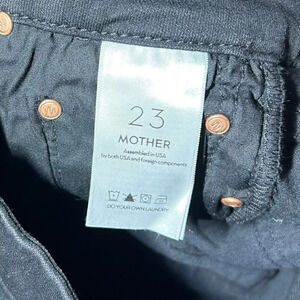 23
MOTHER
Assembled in USA
by both USA and foreign components
DO YOUR OWN LAUNDRY